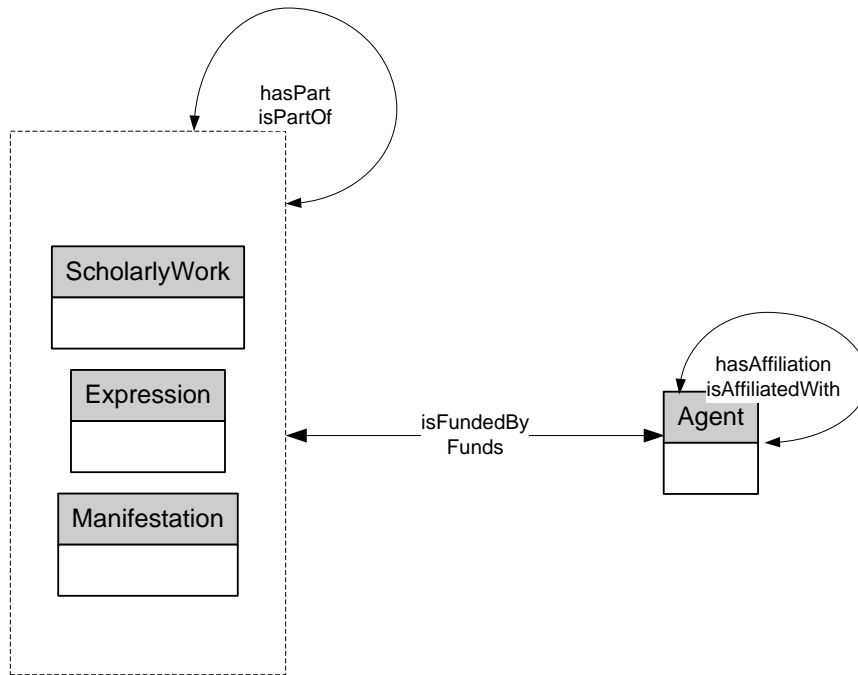 hasPart
isPartOf
ScholarlyWork
Expression
Manifestation
isFundedBy
Funds
hasAffiliation
isAffiliatedWith
Agent